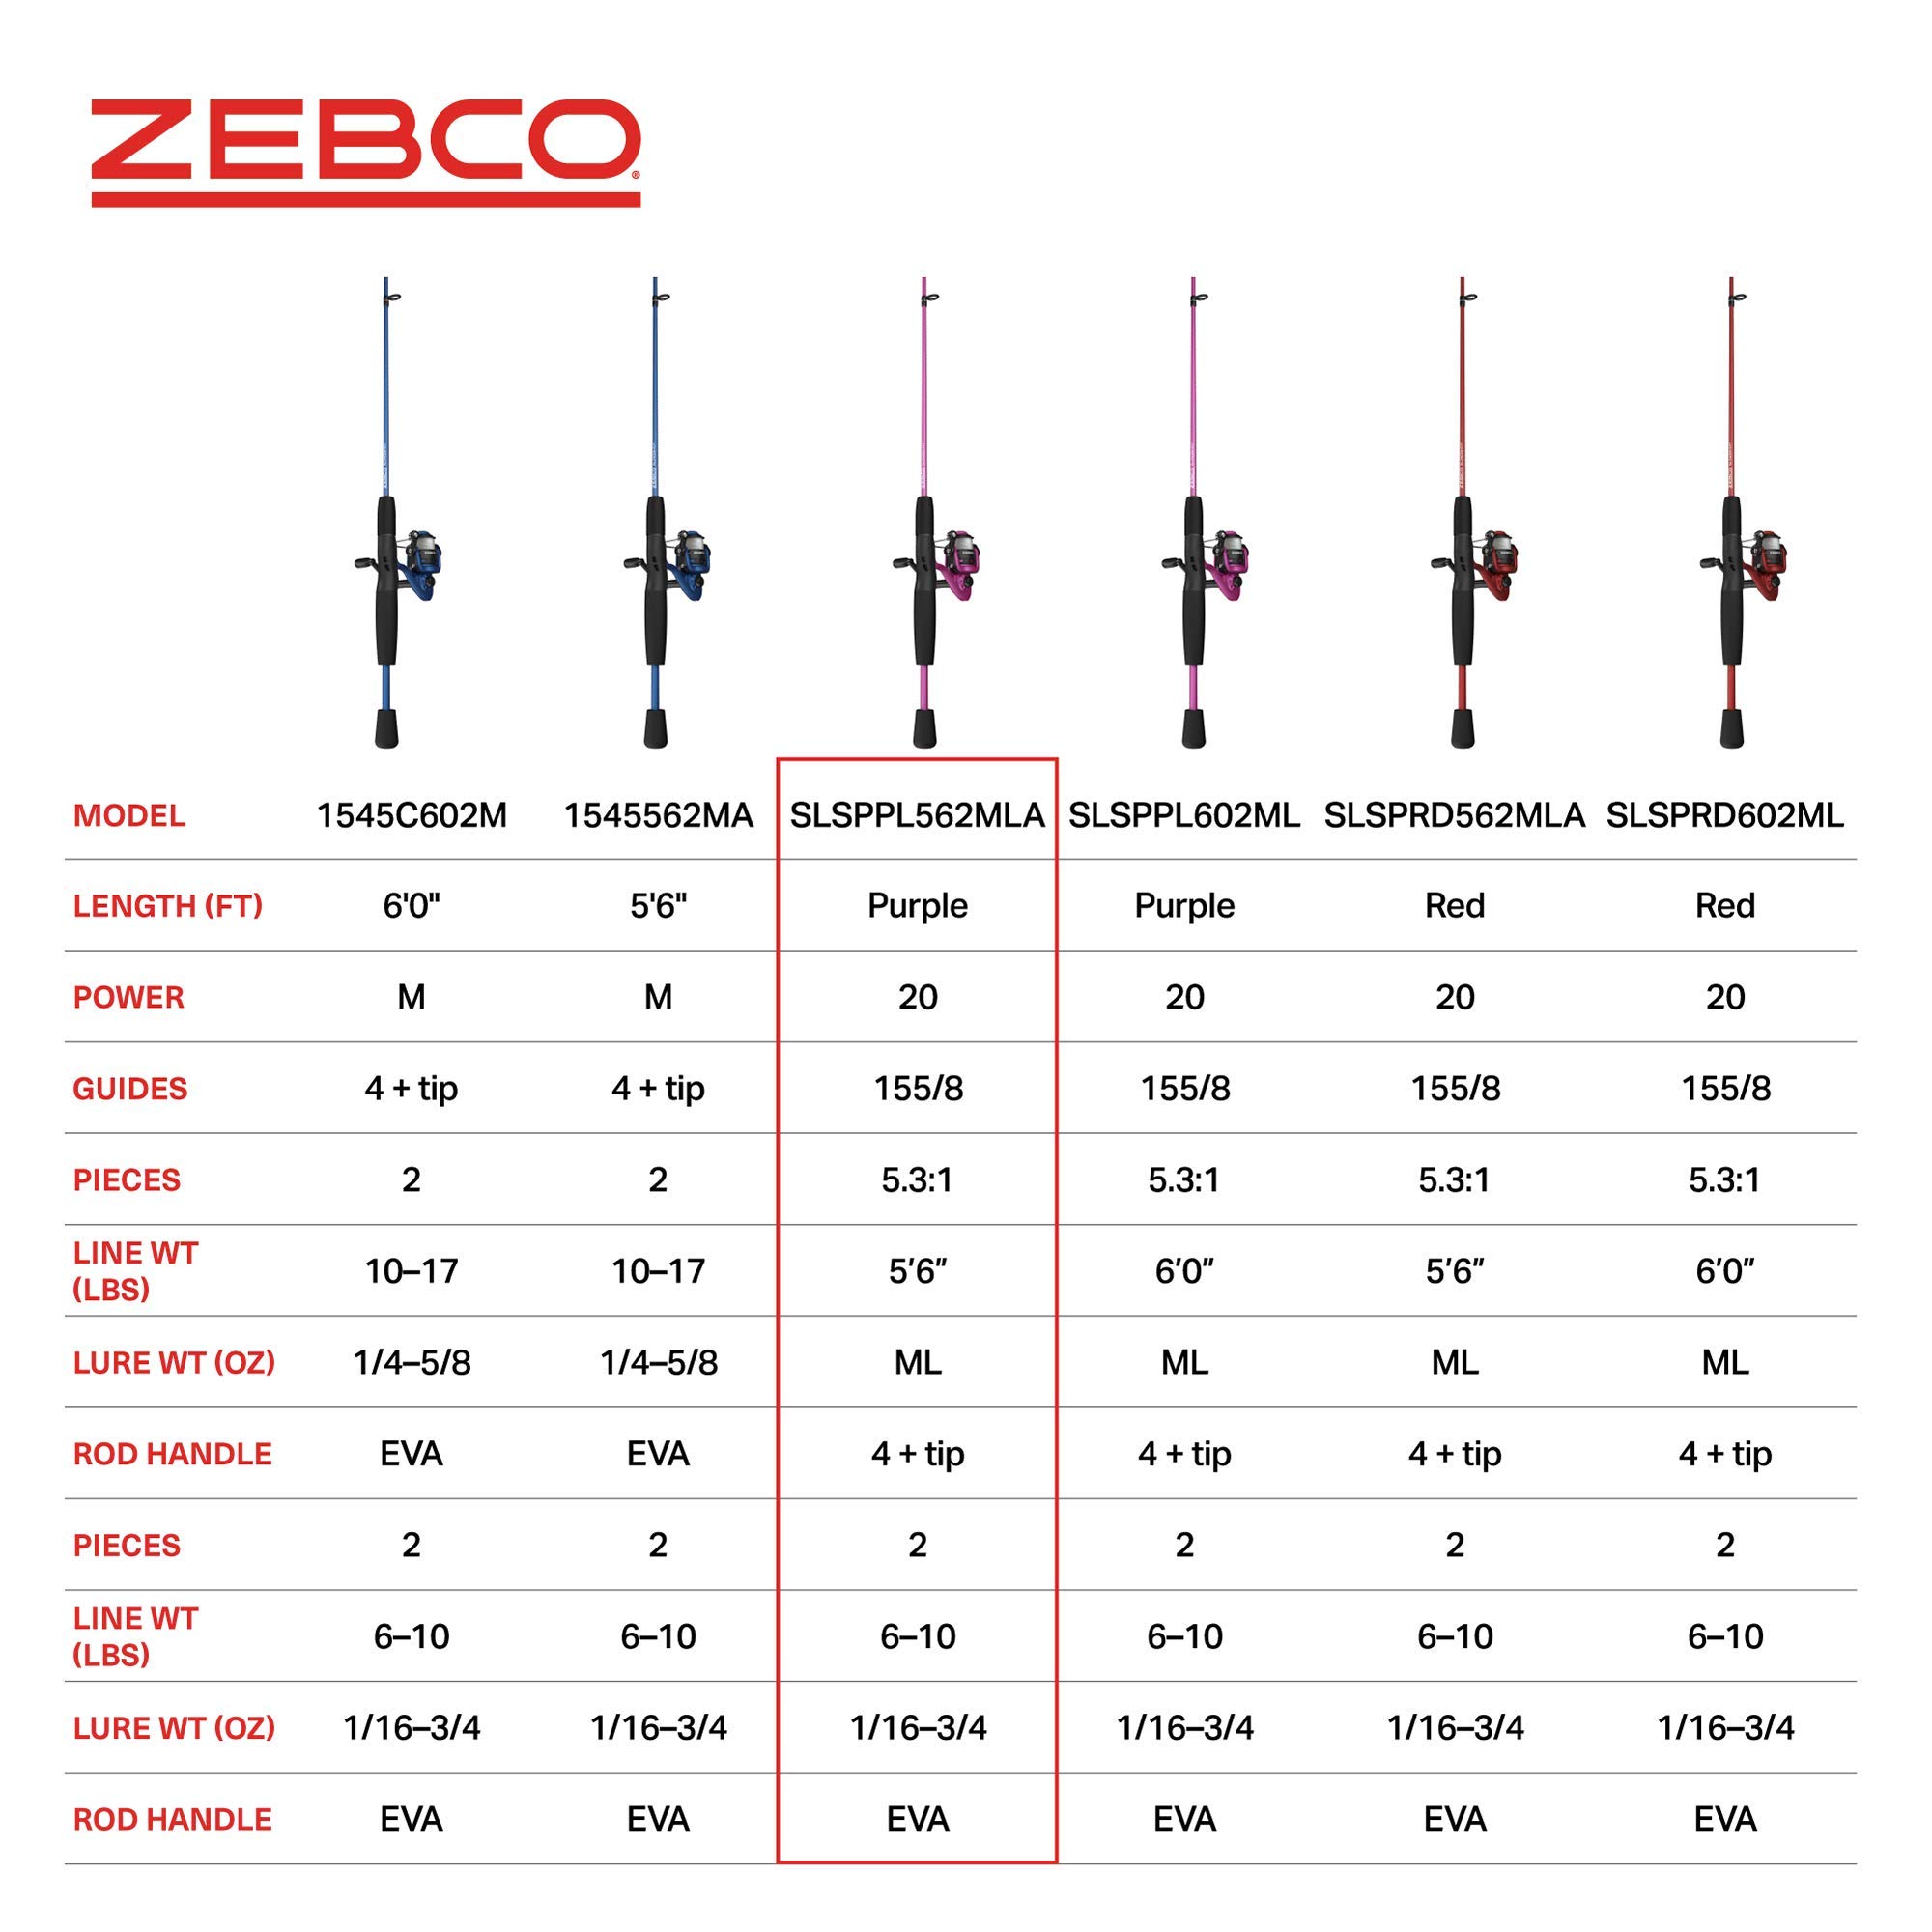 ZEBCO®
MODEL 1545C602M 1545562MA SLSPPL562MLA SLSPPL602ML SLSPRD562MLA SLSPRD602ML
LENGTH (FT) 6'0" 5'6" Purple Purple Red Red
POWER M M 20 20 20 20
GUIDES 4 + tip 4 + tip 155/8 155/8 155/8 155/8
PIECES 2 2 5.3:1 5.3:1 5.3:1 5.3:1
LINE WT
(LBS) 10–17 10–17 5’6” 6’0” 5’6” 6’0”
LURE WT (OZ) 1/4–5/8 1/4–5/8 ML ML ML ML
ROD HANDLE EVA EVA 4 + tip 4 + tip 4 + tip 4 + tip
PIECES 2 2 2 2 2 2
LINE WT
(LBS) 6–10 6–10 6–10 6–10 6–10 6–10
LURE WT (OZ) 1/16–3/4 1/16–3/4 1/16–3/4 1/16–3/4 1/16–3/4 1/16–3/4
ROD HANDLE EVA EVA EVA EVA EVA EVA